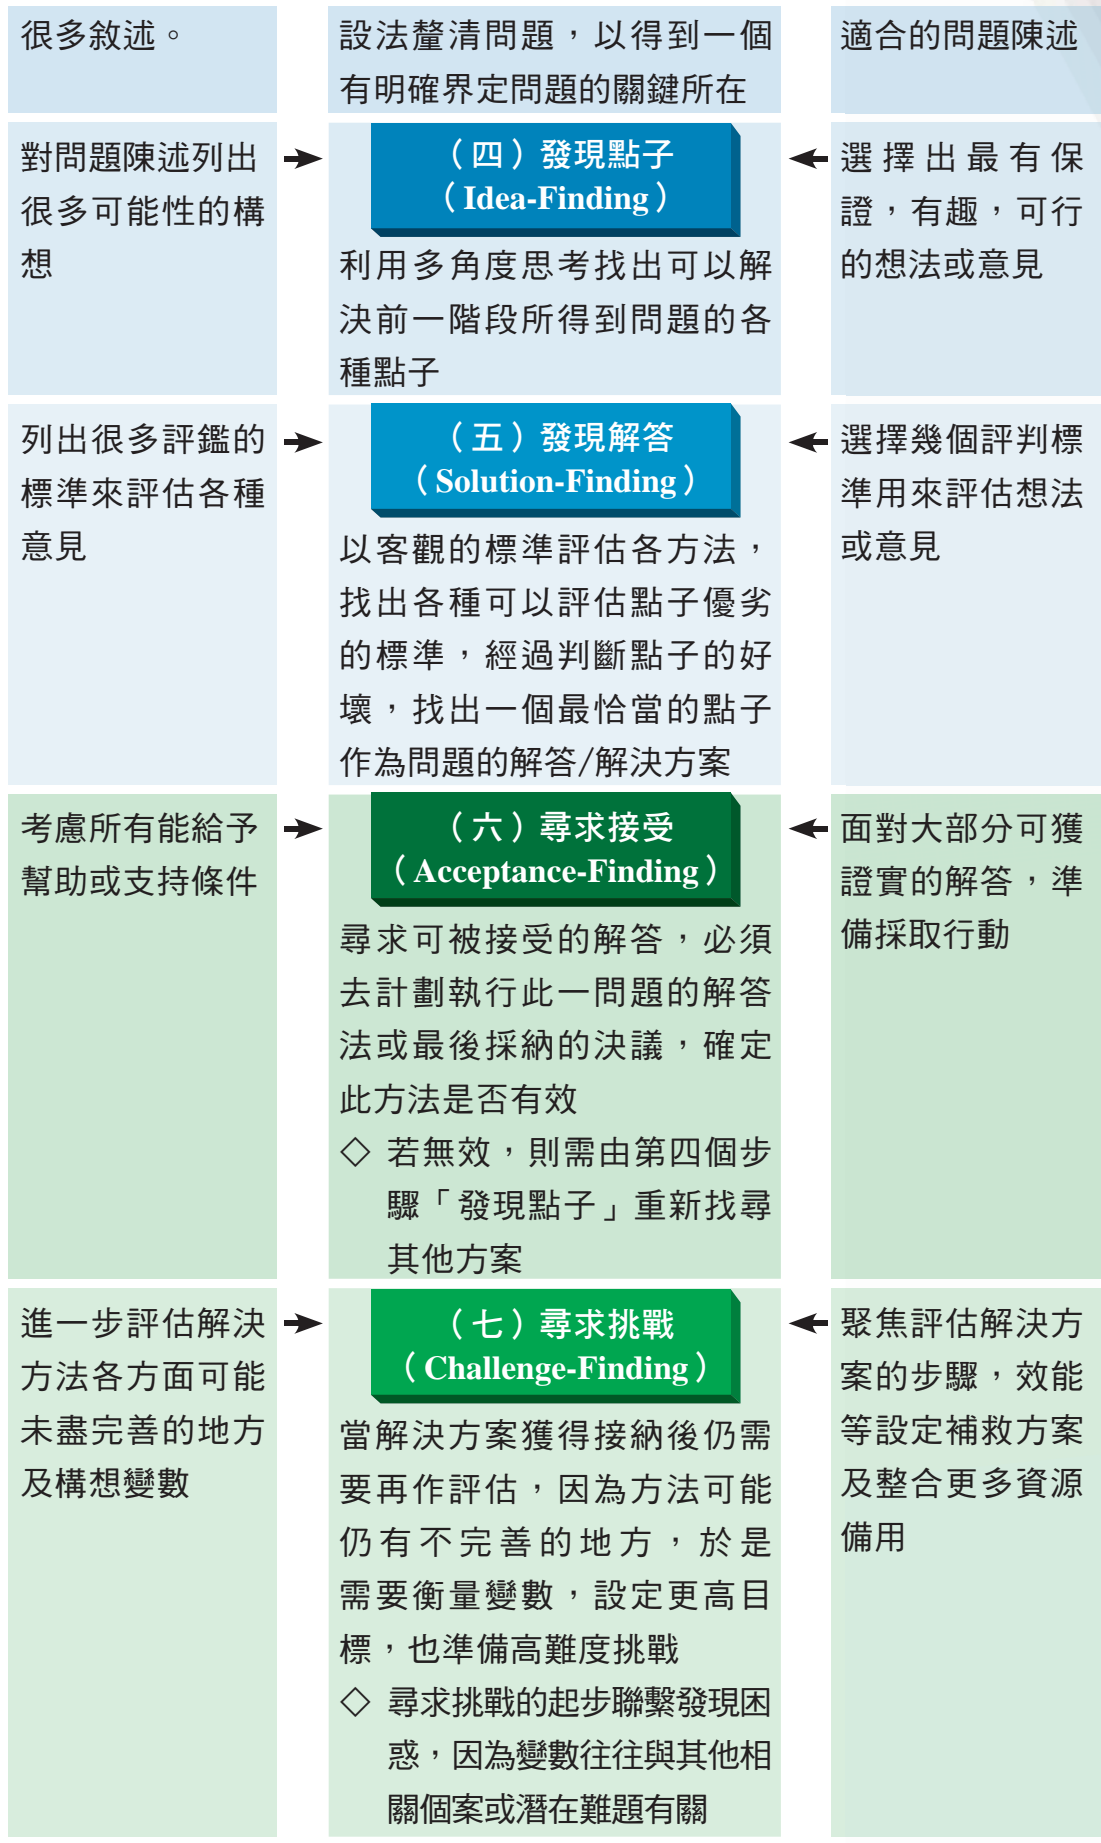 很多敘述。
設法釐清問題，以得到一個
有明確界定問題的關鍵所在
適合的問題陳述
對問題陳述列出
很多可能性的構
想
（四）發現點子
（Idea-Finding）
利用多角度思考找出可以解
決前一階段所得到問題的各
種點子
選擇出最有保
證，有趣，可行
的想法或意見
列出很多評鑑的
標準來評估各種
意見
（五）發現解答
（Solution-Finding）
以客觀的標準評估各方法，
找出各種可以評估點子優劣
的標準，經過判斷點子的好
壞，找出一個最恰當的點子
作為問題的解答/解決方案
選擇幾個評判標
準用來評估想法
或意見
考慮所有能給予
幫助或支持條件
（六）尋求接受
（Acceptance-Finding）
尋求可被接受的解答，必須
去計劃執行此一問題的解答
法或最後採納的決議，確定
此方法是否有效
◇ 若無效，則需由第四個步
驟「發現點子」重新找尋
其他方案
面對大部分可獲
證實的解答，準
備採取行動
進一步評估解決
方法各方面可能
未盡完善的地方
及構想變數
（七）尋求挑戰
（Challenge-Finding）
當解決方案獲得接納後仍需
要再作評估，因為方法可能
仍有不完善的地方，於是
需要衡量變數，設定更高目
標，也準備高難度挑戰
◇ 尋求挑戰的起步聯繫發現困
惑，因為變數往往與其他相
關個案或潛在難題有關
聚焦評估解決方
案的步驟，效能
等設定補救方案
及整合更多資源
備用